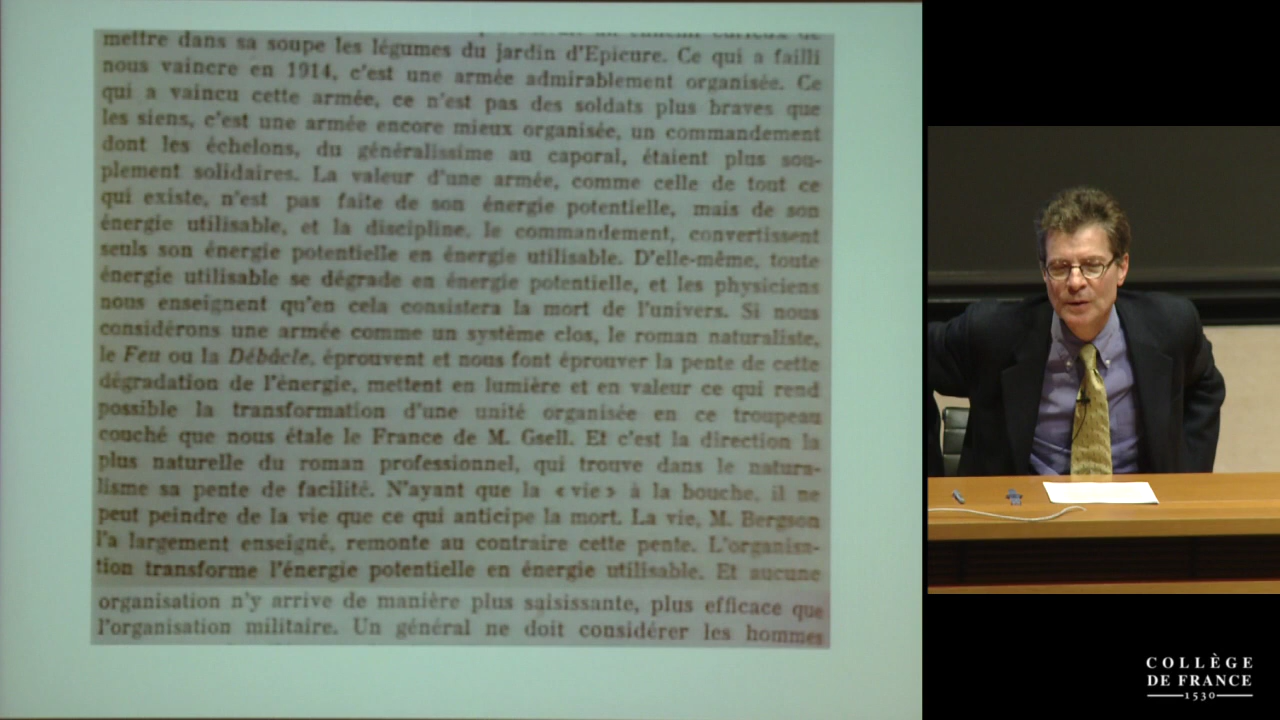 mettre dans sa soupe les légumes du jardin d'Epicure. Ce qui a failli
nous vaincre en 1914, c'est une armée admirablement organisée. Ce
qui a vaincu cette armée, ce n'est pas des soldats plus braves que
les siens, c'est une armée encore mieux organisée, un commandement
dont les échelons, du généralissime au caporal, étaient plus sou-
plement solidaires. La valeur d'une armée, comme celle de tout ce
qui existe, n'est pas faite de son énergie potentielle, mais de son
énergie utilisable, et la discipline, le commandement, convertissent
seuls son énergie potentielle en énergie utilisable. D'elle-même, toute
énergie utilisable se dégrade en énergie potentielle, et les physiciens
nous enseignent qu'en cela consistera la mort de l'univers. Si nous
considérons une armée comme un système clos, le roman naturaliste,
le Feu ou la Débâcle, éprouvent et nous font éprouver la pente de cette
dégradation de l'énergie, mettent en lumière et en valeur ce qui rend
possible la transformation d'une unité organisée en ce troupeau
couché que nous étale le France de M. Gsell. Et c'est la direction la
plus naturelle du roman professionnel, qui trouve dans le natura-
lisme sa pente de facilité. N'ayant que la «vie» à la bouche, il ne
peut peindre de la vie que ce qui anticipe la mort. La vie, M. Bergson
l'a largement enseigné, remonte au contraire cette pente. L'organisa-
tion transforme l'énergie potentielle en énergie utilisable. Et aucune
organisation n'y arrive de manière plus saisissante, plus efficace que
l'organisation militaire. Un général ne doit considérer les hommes
COLLÈGE
DE FRANCE
1530